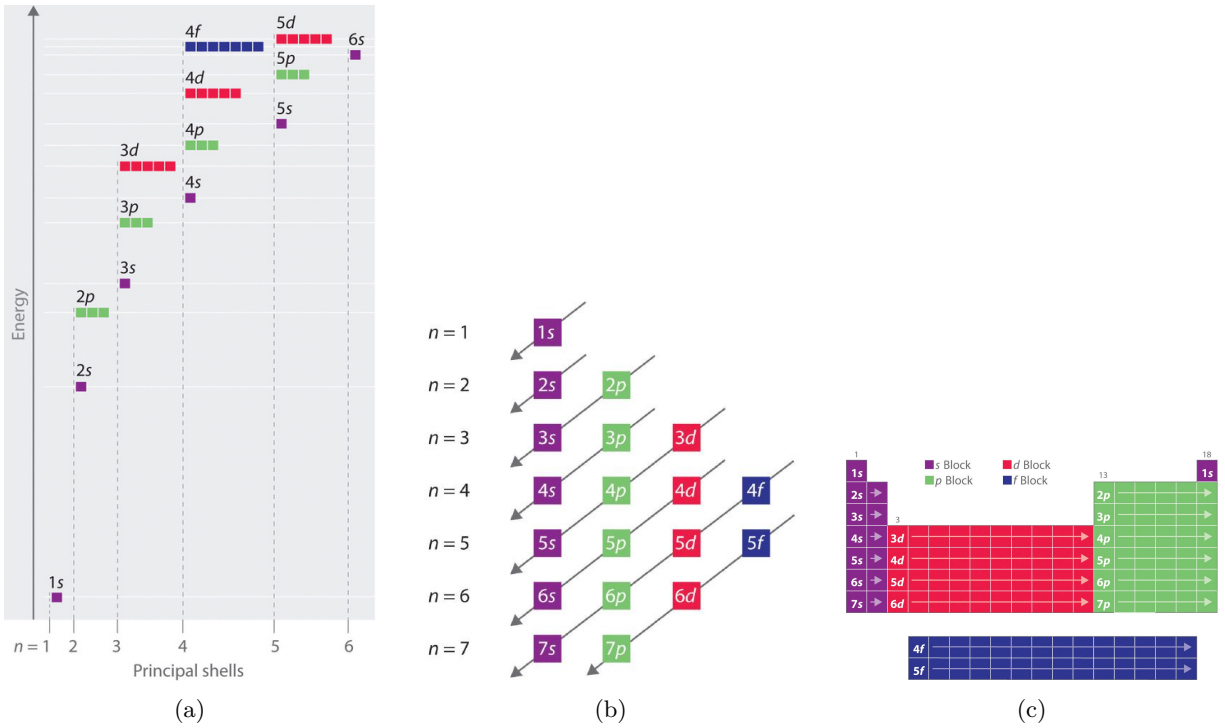 Energy
5d
4f
6s
5p
4d
5s
4p
3d
4s
3p
3s
2p
2s
1s
n = 1 2 3 4 5 6
Principal shells
(a)
n = 1 1s
n = 2 2s 2p
n = 3 3s 3p 3d
n = 4 4s 4p 4d 4f
n = 5 5s 5p 5d 5f
n = 6 6s 6p 6d
n = 7 7s 7p
(b)
1 18
1s s Block d Block 1s
p Block f Block
13
2s 2p
3s 3p
3
4s 3d 4p
5s 4d 5p
6s 5d 6p
7s 6d 7p
4f
5f
(c)